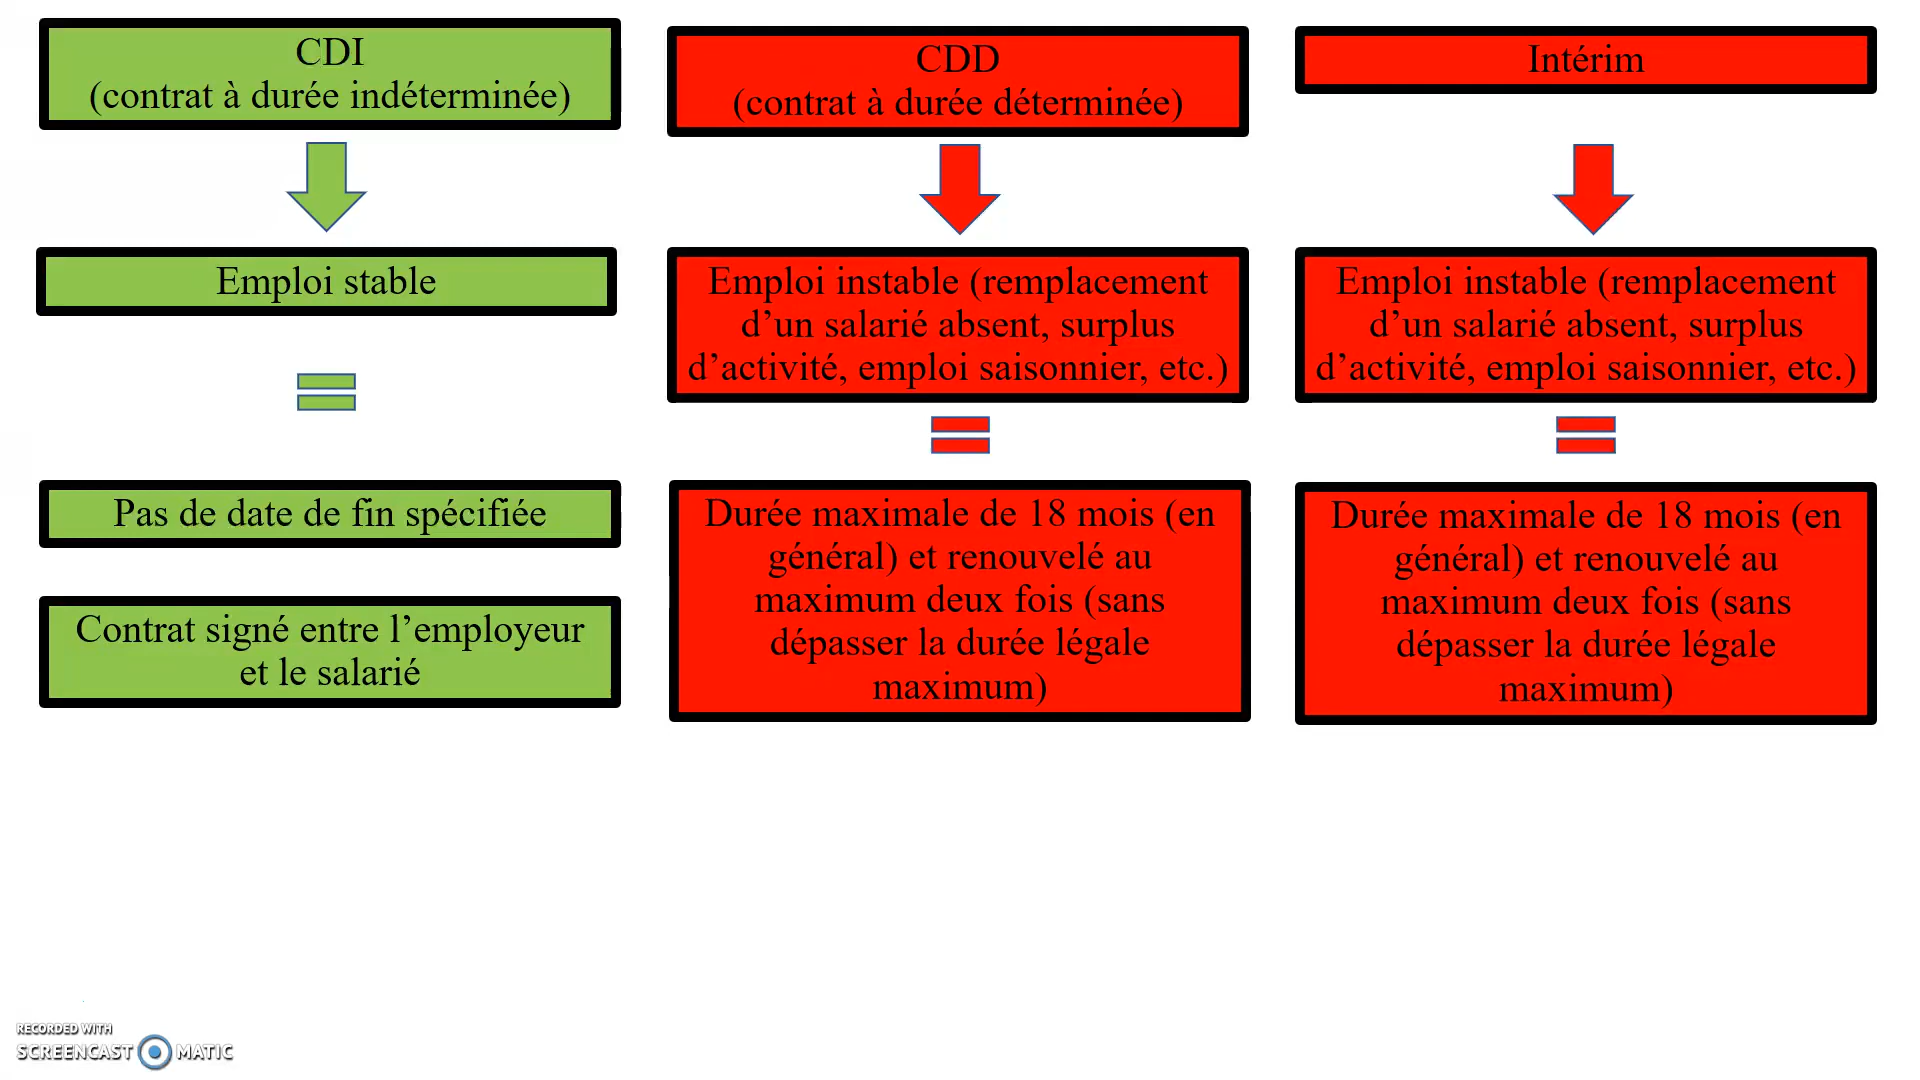 CDI
(contrat à durée indéterminée)
Emploi stable
Pas de date de fin spécifiée
Contrat signé entre l’employeur
et le salarié
CDD
(contrat à durée déterminée)
Emploi instable (remplacement
d’un salarié absent, surplus
d’activité, emploi saisonnier, etc.)
Durée maximale de 18 mois (en
général) et renouvelé au
maximum deux fois (sans
dépasser la durée légale
maximum)
Intérim
Emploi instable (remplacement
d’un salarié absent, surplus
d’activité, emploi saisonnier, etc.)
Durée maximale de 18 mois (en
général) et renouvelé au
maximum deux fois (sans
dépasser la durée légale
maximum)
RECORDED WITH
SCREENCAST MATIC